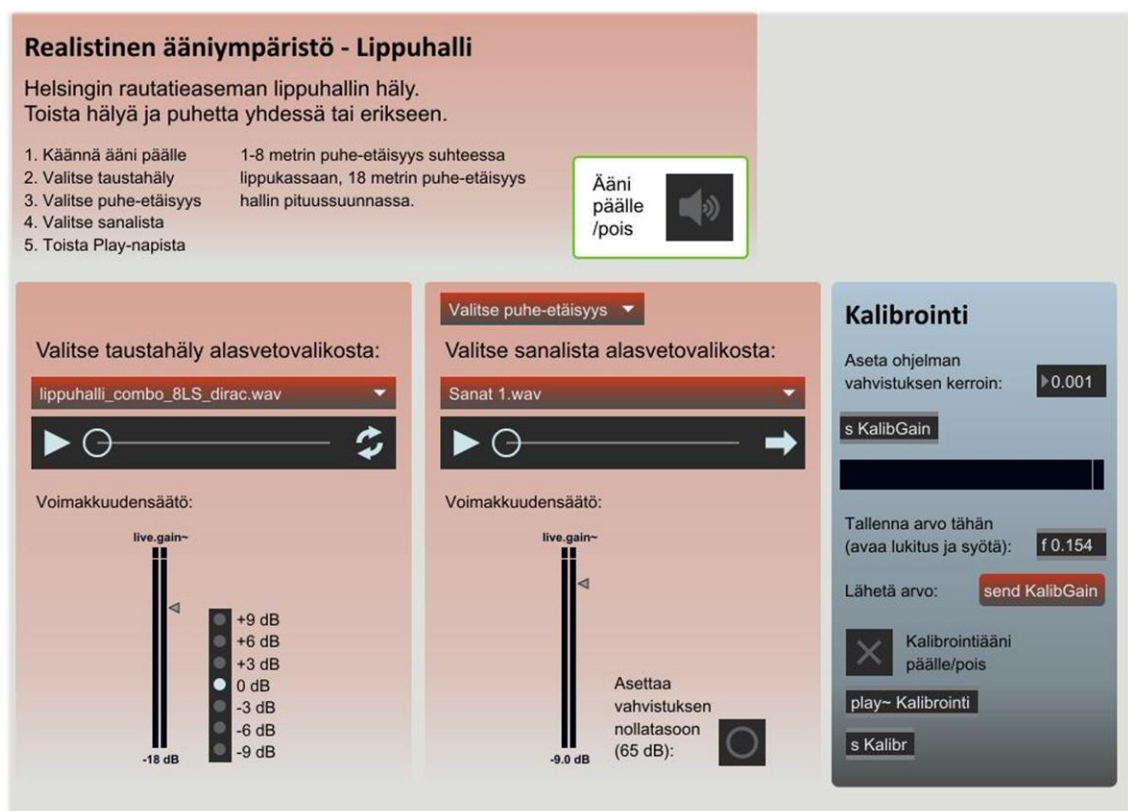 Realistinen ääniympäristö - Lippuhalli
Helsingin rautatieaseman lippuhallin häly.
Toista hälyä ja puhetta yhdessä tai erikseen.
1. Käännä ääni päälle
2. Valitse taustahäly
3. Valitse puhe-etäisyys
4. Valitse sanalista
5. Toista Play-napista
1-8 metrin puhe-etäisyys suhteessa
lippukassaan, 18 metrin puhe-etäisyys
hallin pituussuunnassa.
Ääni
päälle
/pois
Valitse taustahäly alasvetovalikosta:
lippuhalli_combo_8LS_dirac.wav
Voimakkuudensäätö:
live.gain~
+9 dB
+6 dB
+3 dB
0 dB
-3 dB
-6 dB
-9 dB
-18 dB
Valitse puhe-etäisyys
Valitse sanalista alasvetovalikosta:
Sanat 1.wav
Voimakkuudensäätö:
live.gain~
-9.0 dB
Asettaa
vahvistuksen
nollatasoon
(65 dB):
Kalibrointi
Aseta ohjelman
vahvistuksen kerroin:
0.001
s KalibGain
Tallenna arvo tähän
(avaa lukitus ja syötä):
f 0.154
Lähetä arvo:
send KalibGain
Kalibrointiääni
päälle/pois
play~ Kalibrointi
s Kalibr